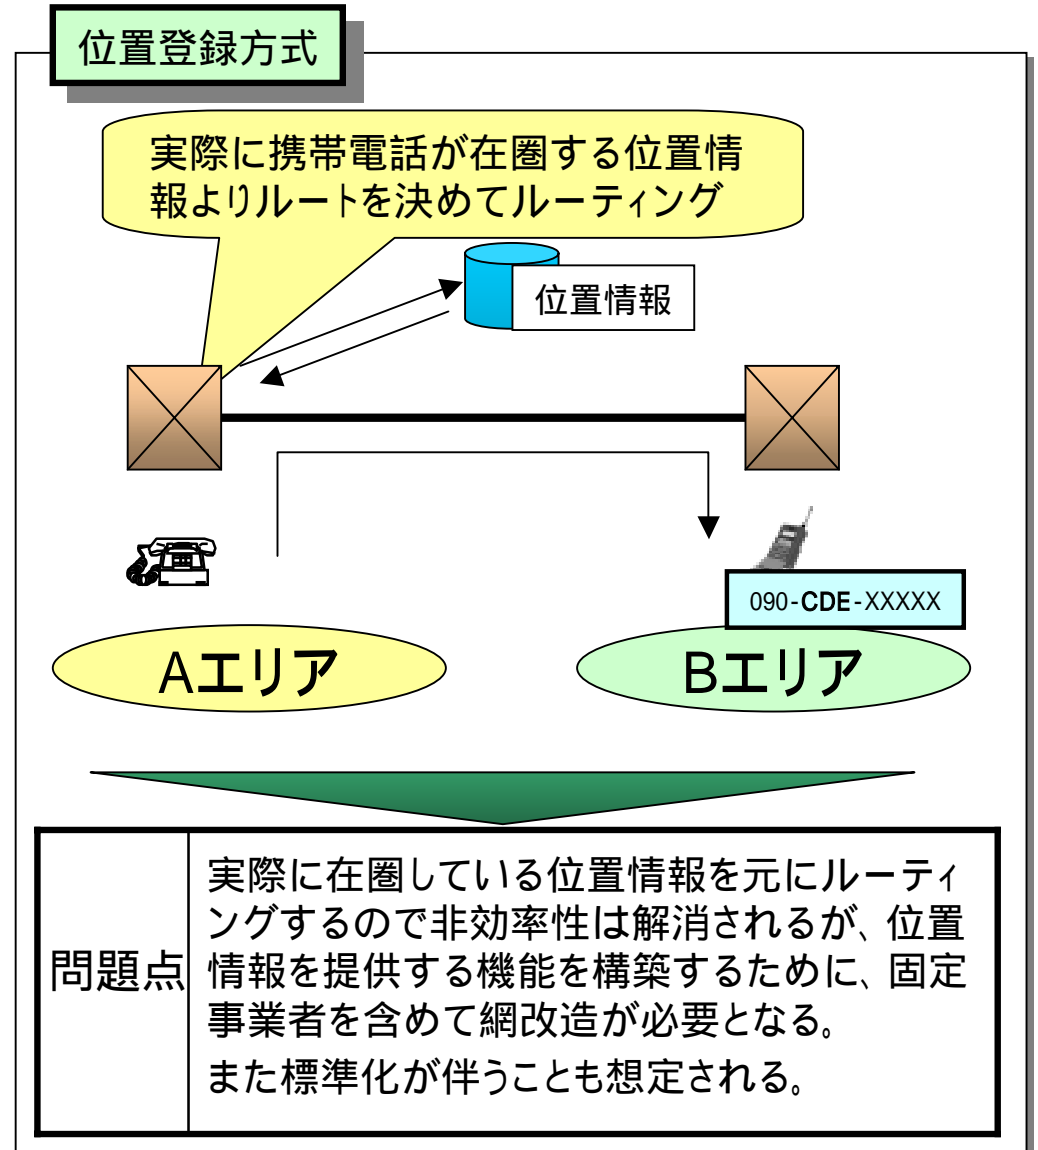 位置登録方式
実際に携帯電話が在圏する位置情
報よりルートを決めてルーティング
位置情報
090-CDE-XXXXX
Aエリア
Bエリア
問題点
実際に在圏している位置情報を元にルーティ
ングするので非効率性は解消されるが、位置
情報を提供する機能を構築するために、固定
事業者を含めて網改造が必要となる。
また標準化が伴うことも想定される。